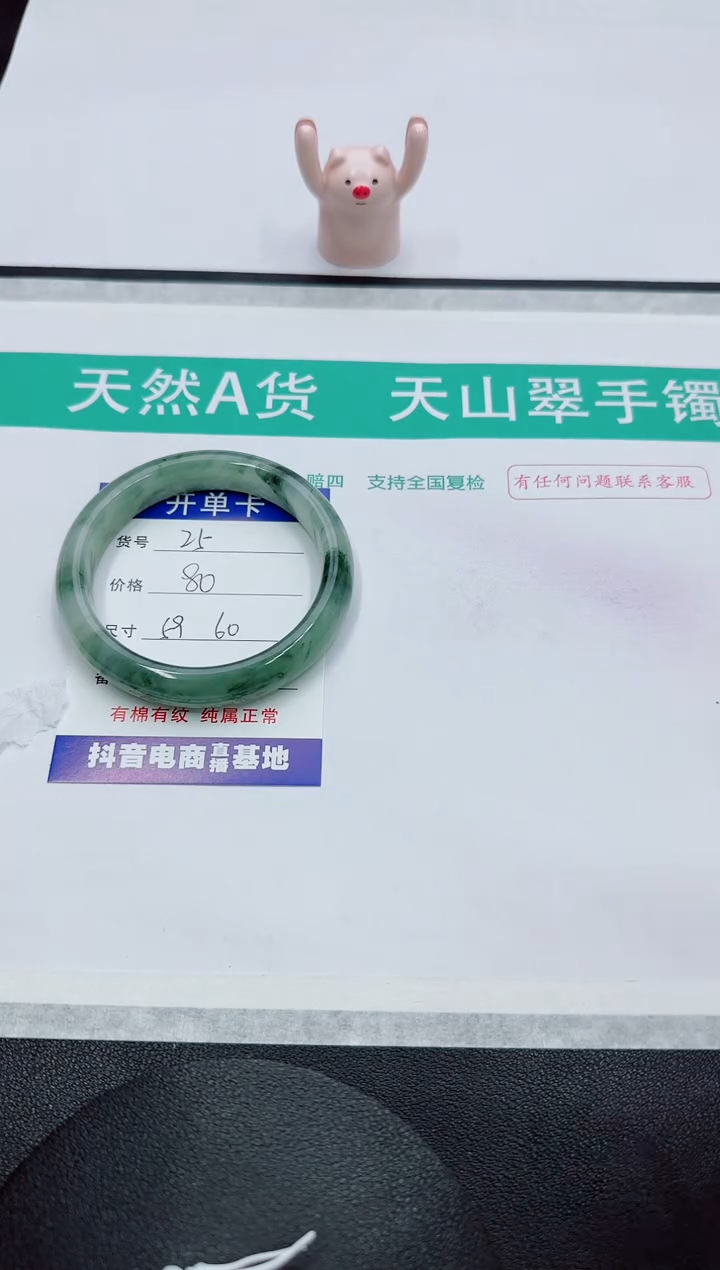 天然A货 天山翠手镯
赔四 支持全国复检 有任何问题联系客服
开单卡
货号 25
价格 80
尺寸 59 60
有棉有纹 纯属正常
抖音电商直播基地